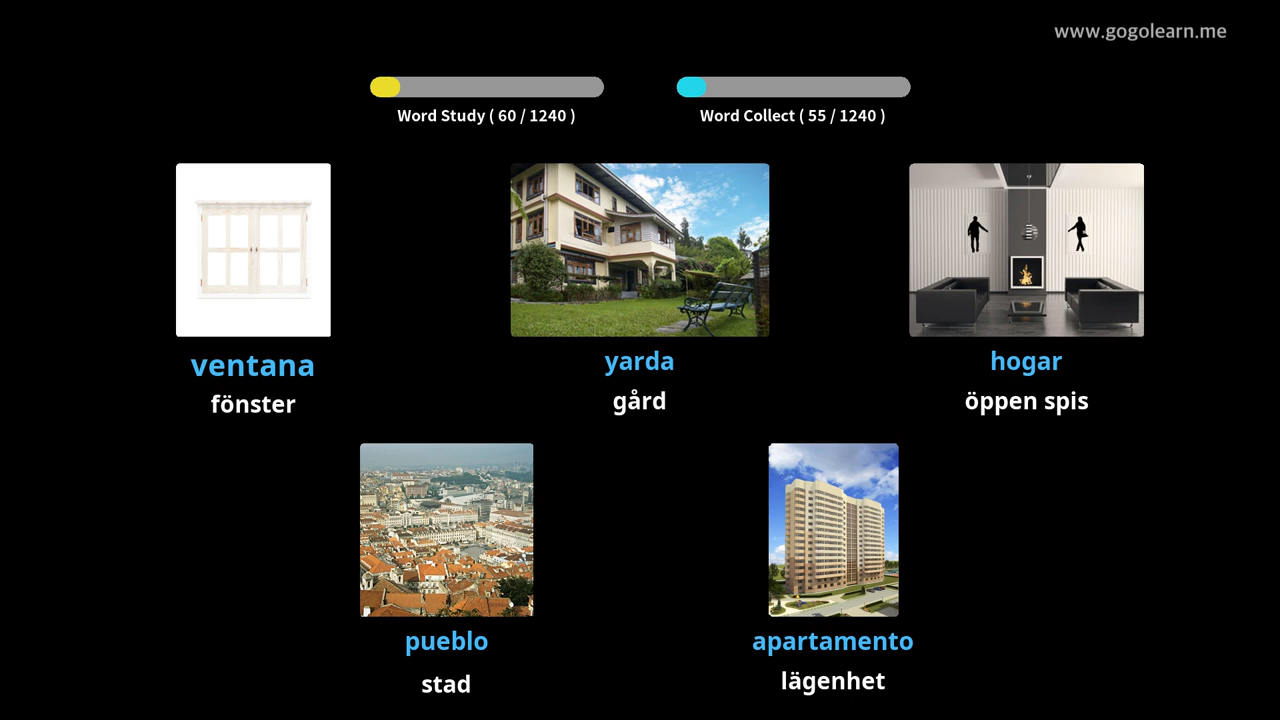 www.gogolearn.me
Word Study ( 60 / 1240 )
Word Collect ( 55 / 1240 )
ventana
fönster
yarda
gård
hogar
öppen spis
pueblo
stad
apartamento
lägenhet